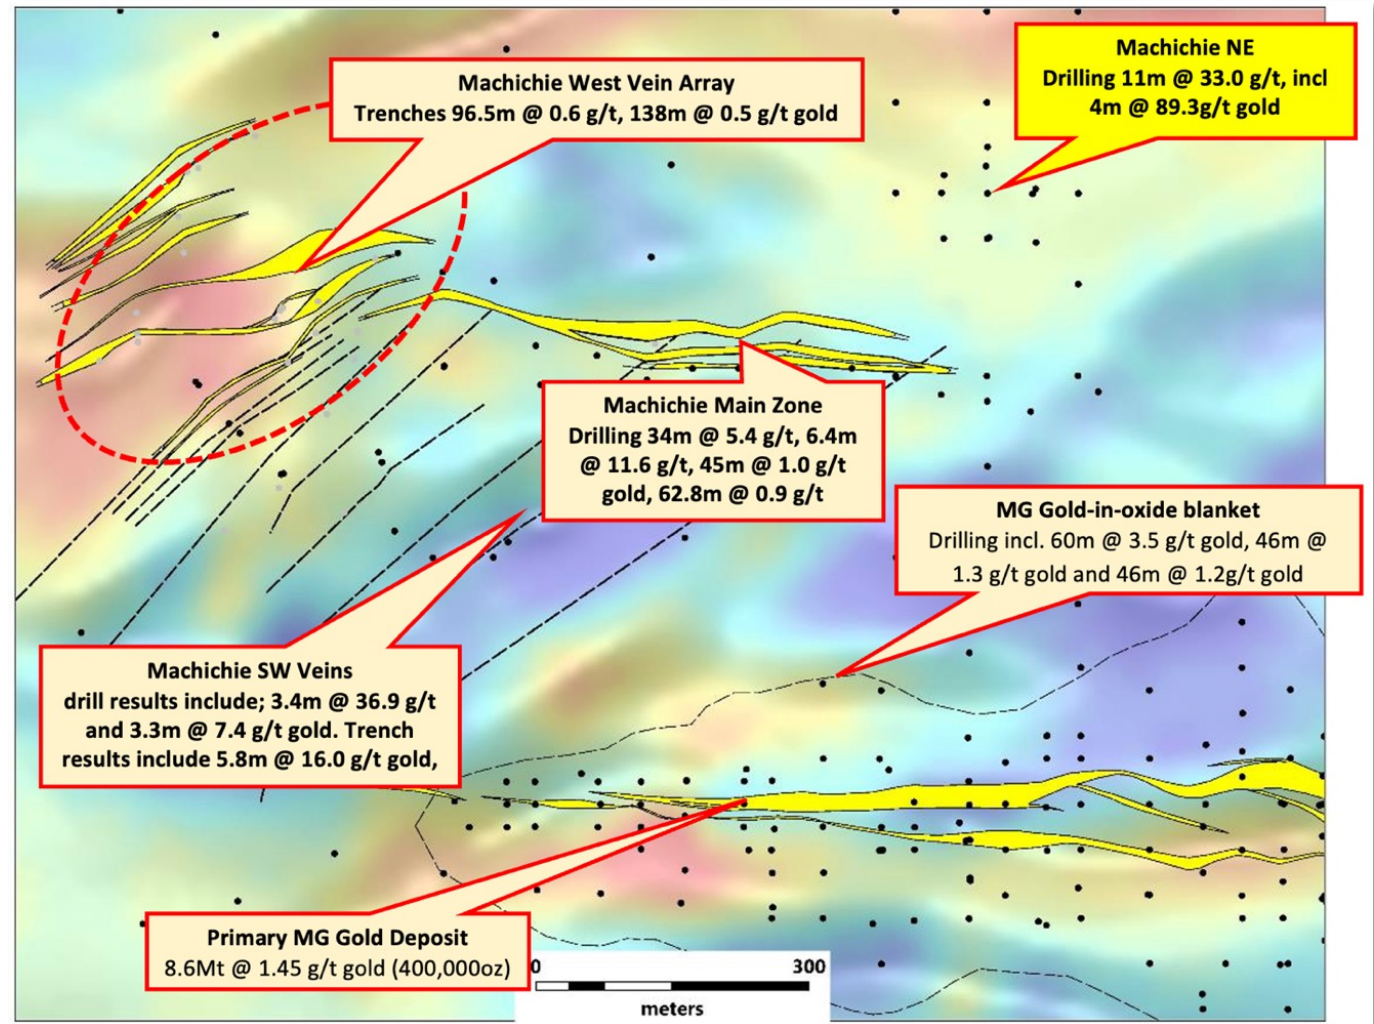 Machichie West Vein Array
Trenches 96.5m @ 0.6 g/t, 138m @ 0.5 g/t gold
Machichie NE
Drilling 11m @ 33.0 g/t, incl
4m @ 89.3g/t gold
Machichie Main Zone
Drilling 34m @ 5.4 g/t, 6.4m
@ 11.6 g/t, 45m @ 1.0 g/t
gold, 62.8m @ 0.9 g/t
MG Gold-in-oxide blanket
Drilling incl. 60m @ 3.5 g/t gold, 46m @
1.3 g/t gold and 46m @ 1.2g/t gold
Machichie SW Veins
drill results include; 3.4m @ 36.9 g/t
and 3.3m @ 7.4 g/t gold. Trench
results include 5.8m @ 16.0 g/t gold,
Primary MG Gold Deposit
8.6Mt @ 1.45 g/t gold (400,000oz)
0 300
meters